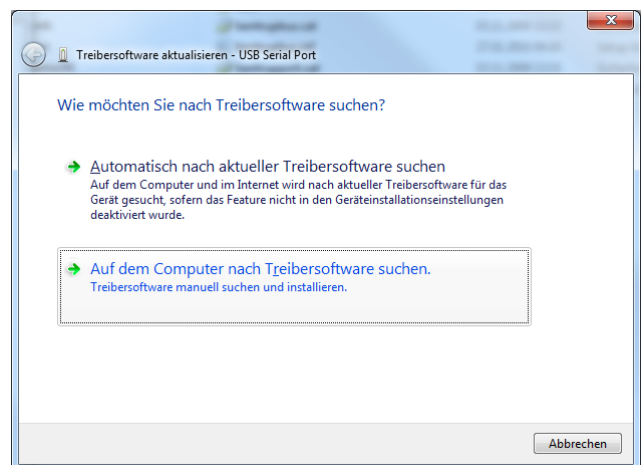 Treibersoftware aktualisieren - USB Serial Port
Wie möchten Sie nach Treibersoftware suchen?
Automatisch nach aktueller Treibersoftware suchen
Auf dem Computer und im Internet wird nach aktueller Treibersoftware für das
Gerät gesucht, sofern das Feature nicht in den Geräteinstallationseinstellungen
deaktiviert wurde.
Auf dem Computer nach Treibersoftware suchen.
Treibersoftware manuell suchen und installieren.
Abbrechen